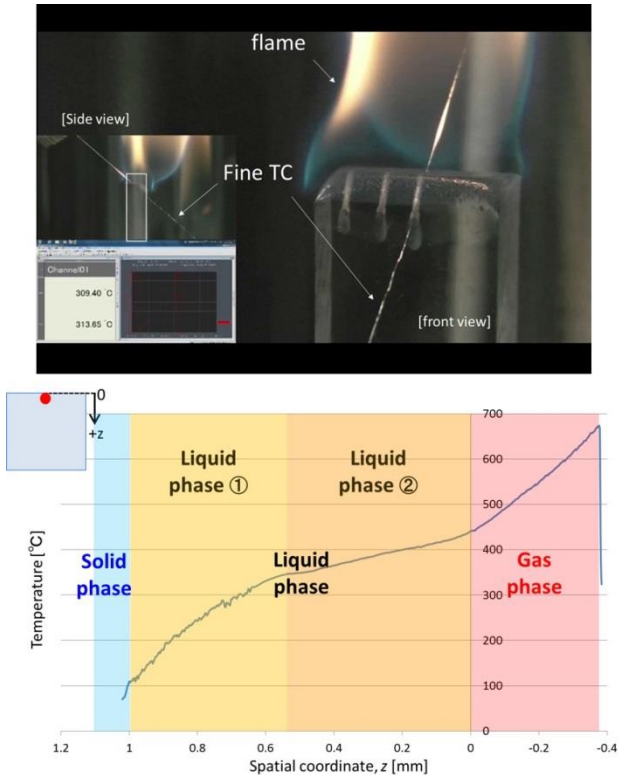 flame
[Side view]
Fine TC
Channel01
309.40 °C
313.65 °C
[front view]
0
+z
700
600
500
400
300
200
100
0
Liquid
phase ①
Liquid
phase ②
Solid
phase
Liquid
phase
Gas
phase
Temperature [℃]
1.2 1 0.8 0.6 0.4 0.2 0 -0.2 -0.4
Spatial coordinate, z [mm]